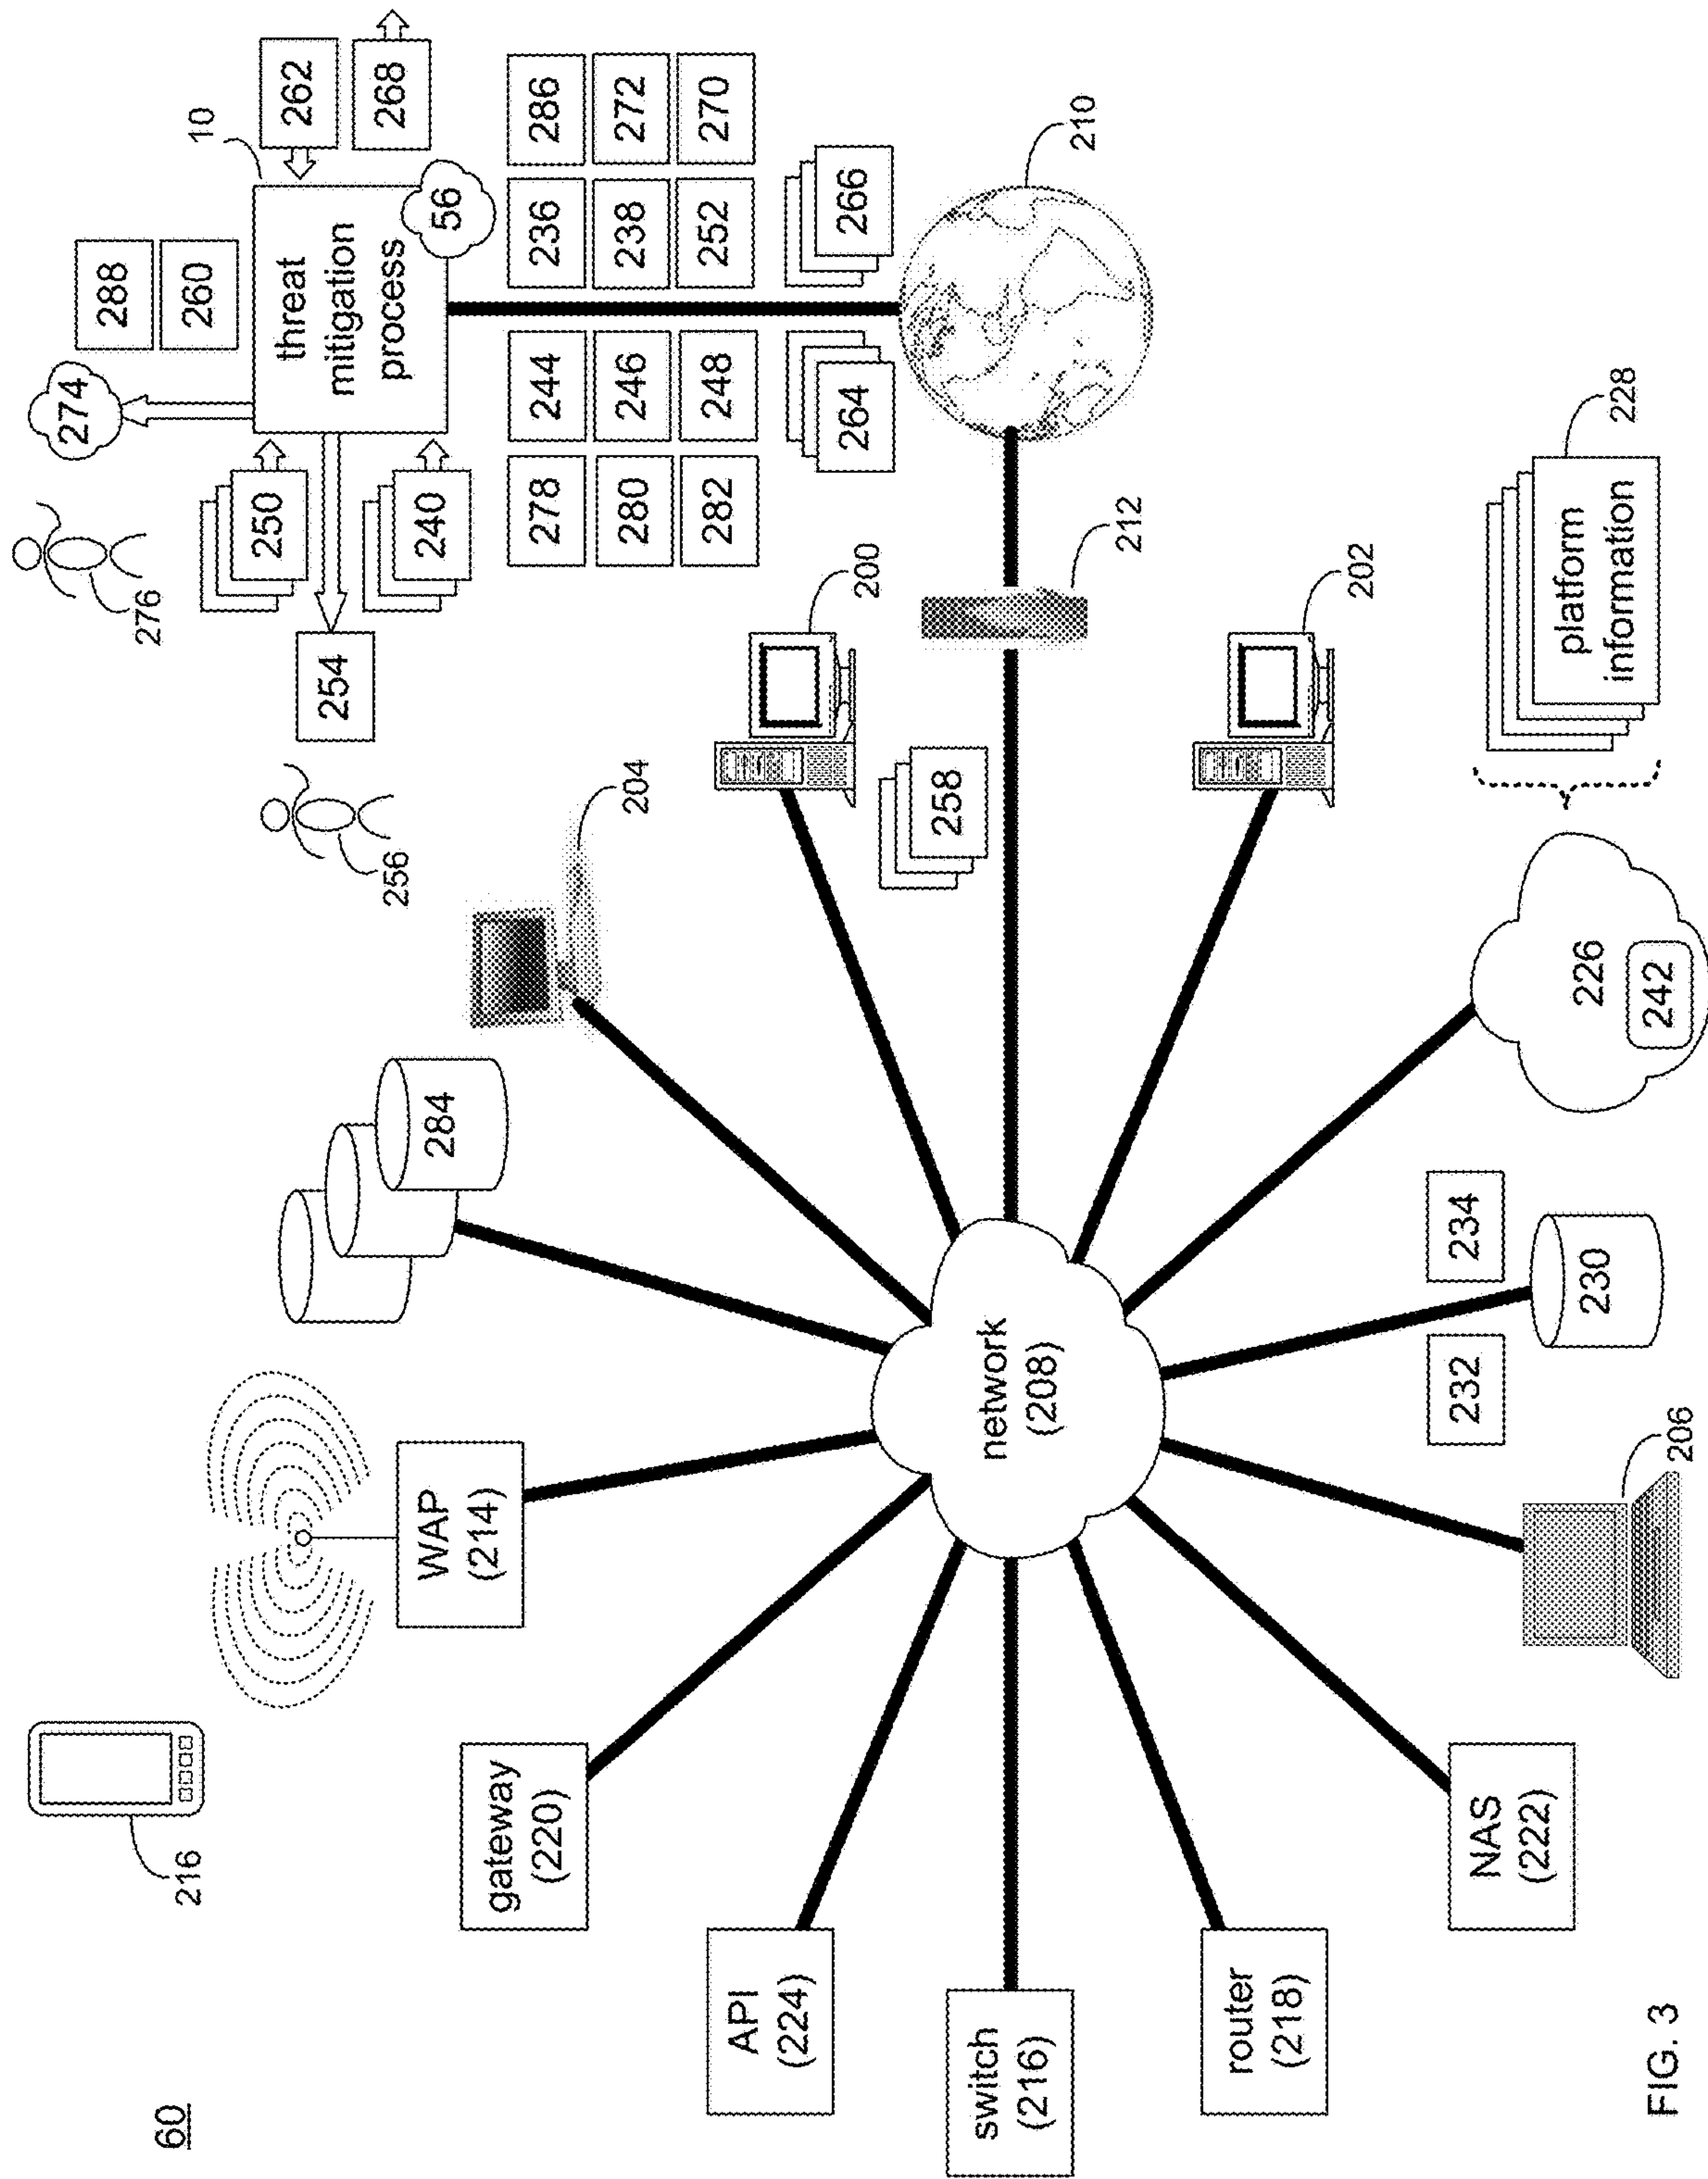 60
216
276
274
288
260
10
250
262
threat
mitigation
process
254
268
256
240
56
284
WAP
(214)
gateway
(220)
278 244 236 286
280 246 238 272
282 248 252 270
204
API
(224)
264 266
200
258
switch
(216)
network
(208)
210
212
router
(218)
202
232 234
NAS
(222)
230
226
242
platform
information
228
206
FIG. 3